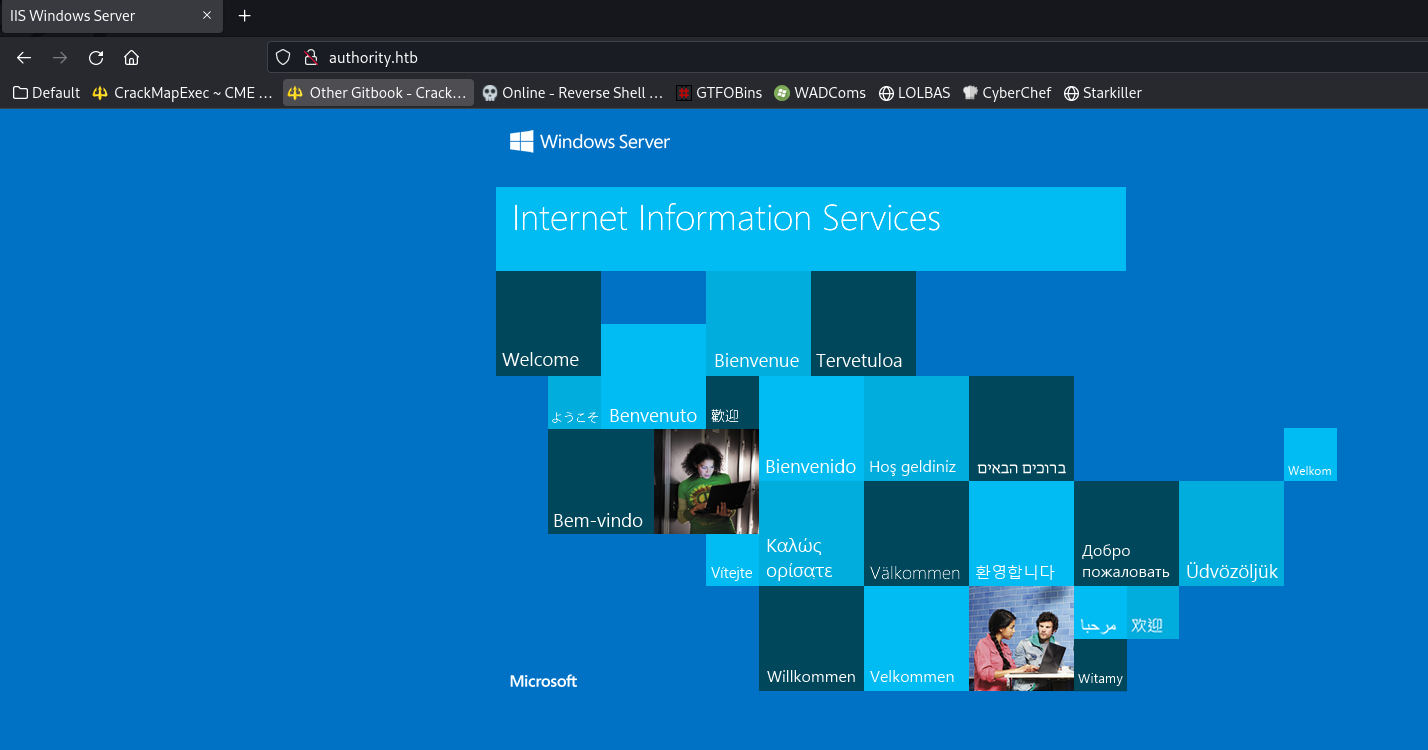 IIS Windows Server
authority.htb
Default
CrackMapExec ~ CME ...
Other Gitbook - Crack...
Online - Reverse Shell ...
GTFOBins
WADComs
LOLBAS
CyberChef
Starkiller
Windows Server
Internet Information Services
Welcome
Bienvenue
Tervetuloa
ようこそ
Benvenuto
歡迎
Bienvenido
Hoş geldiniz
ברוכים הבאים
Welkom
Bem-vindo
Vítejte
Καλώς
ορίσατε
Välkommen
환영합니다
Добро
пожаловать
Üdvözöljük
مرحبا
欢迎
Microsoft
Willkommen
Velkommen
Witamy